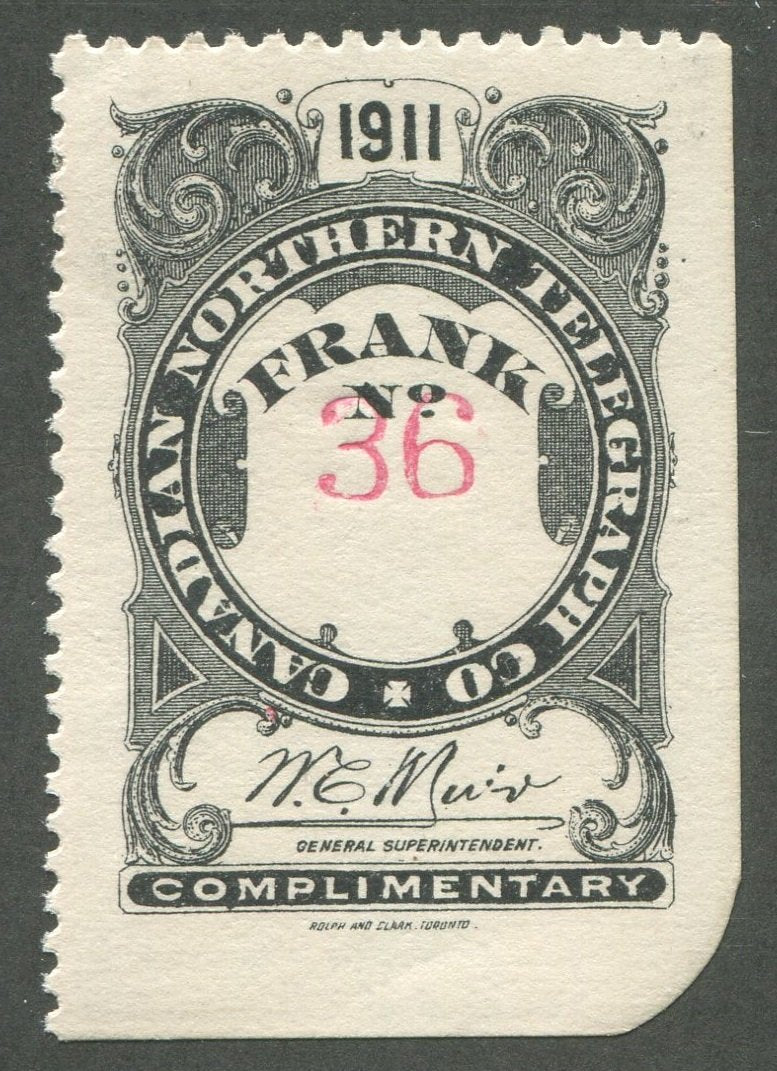 1911
CANADIAN NORTHERN TELEGRAPH CO
FRANK
No
36
W. C. Muir
GENERAL SUPERINTENDENT.
COMPLIMENTARY
ROLPH AND CLARK. TORONTO.